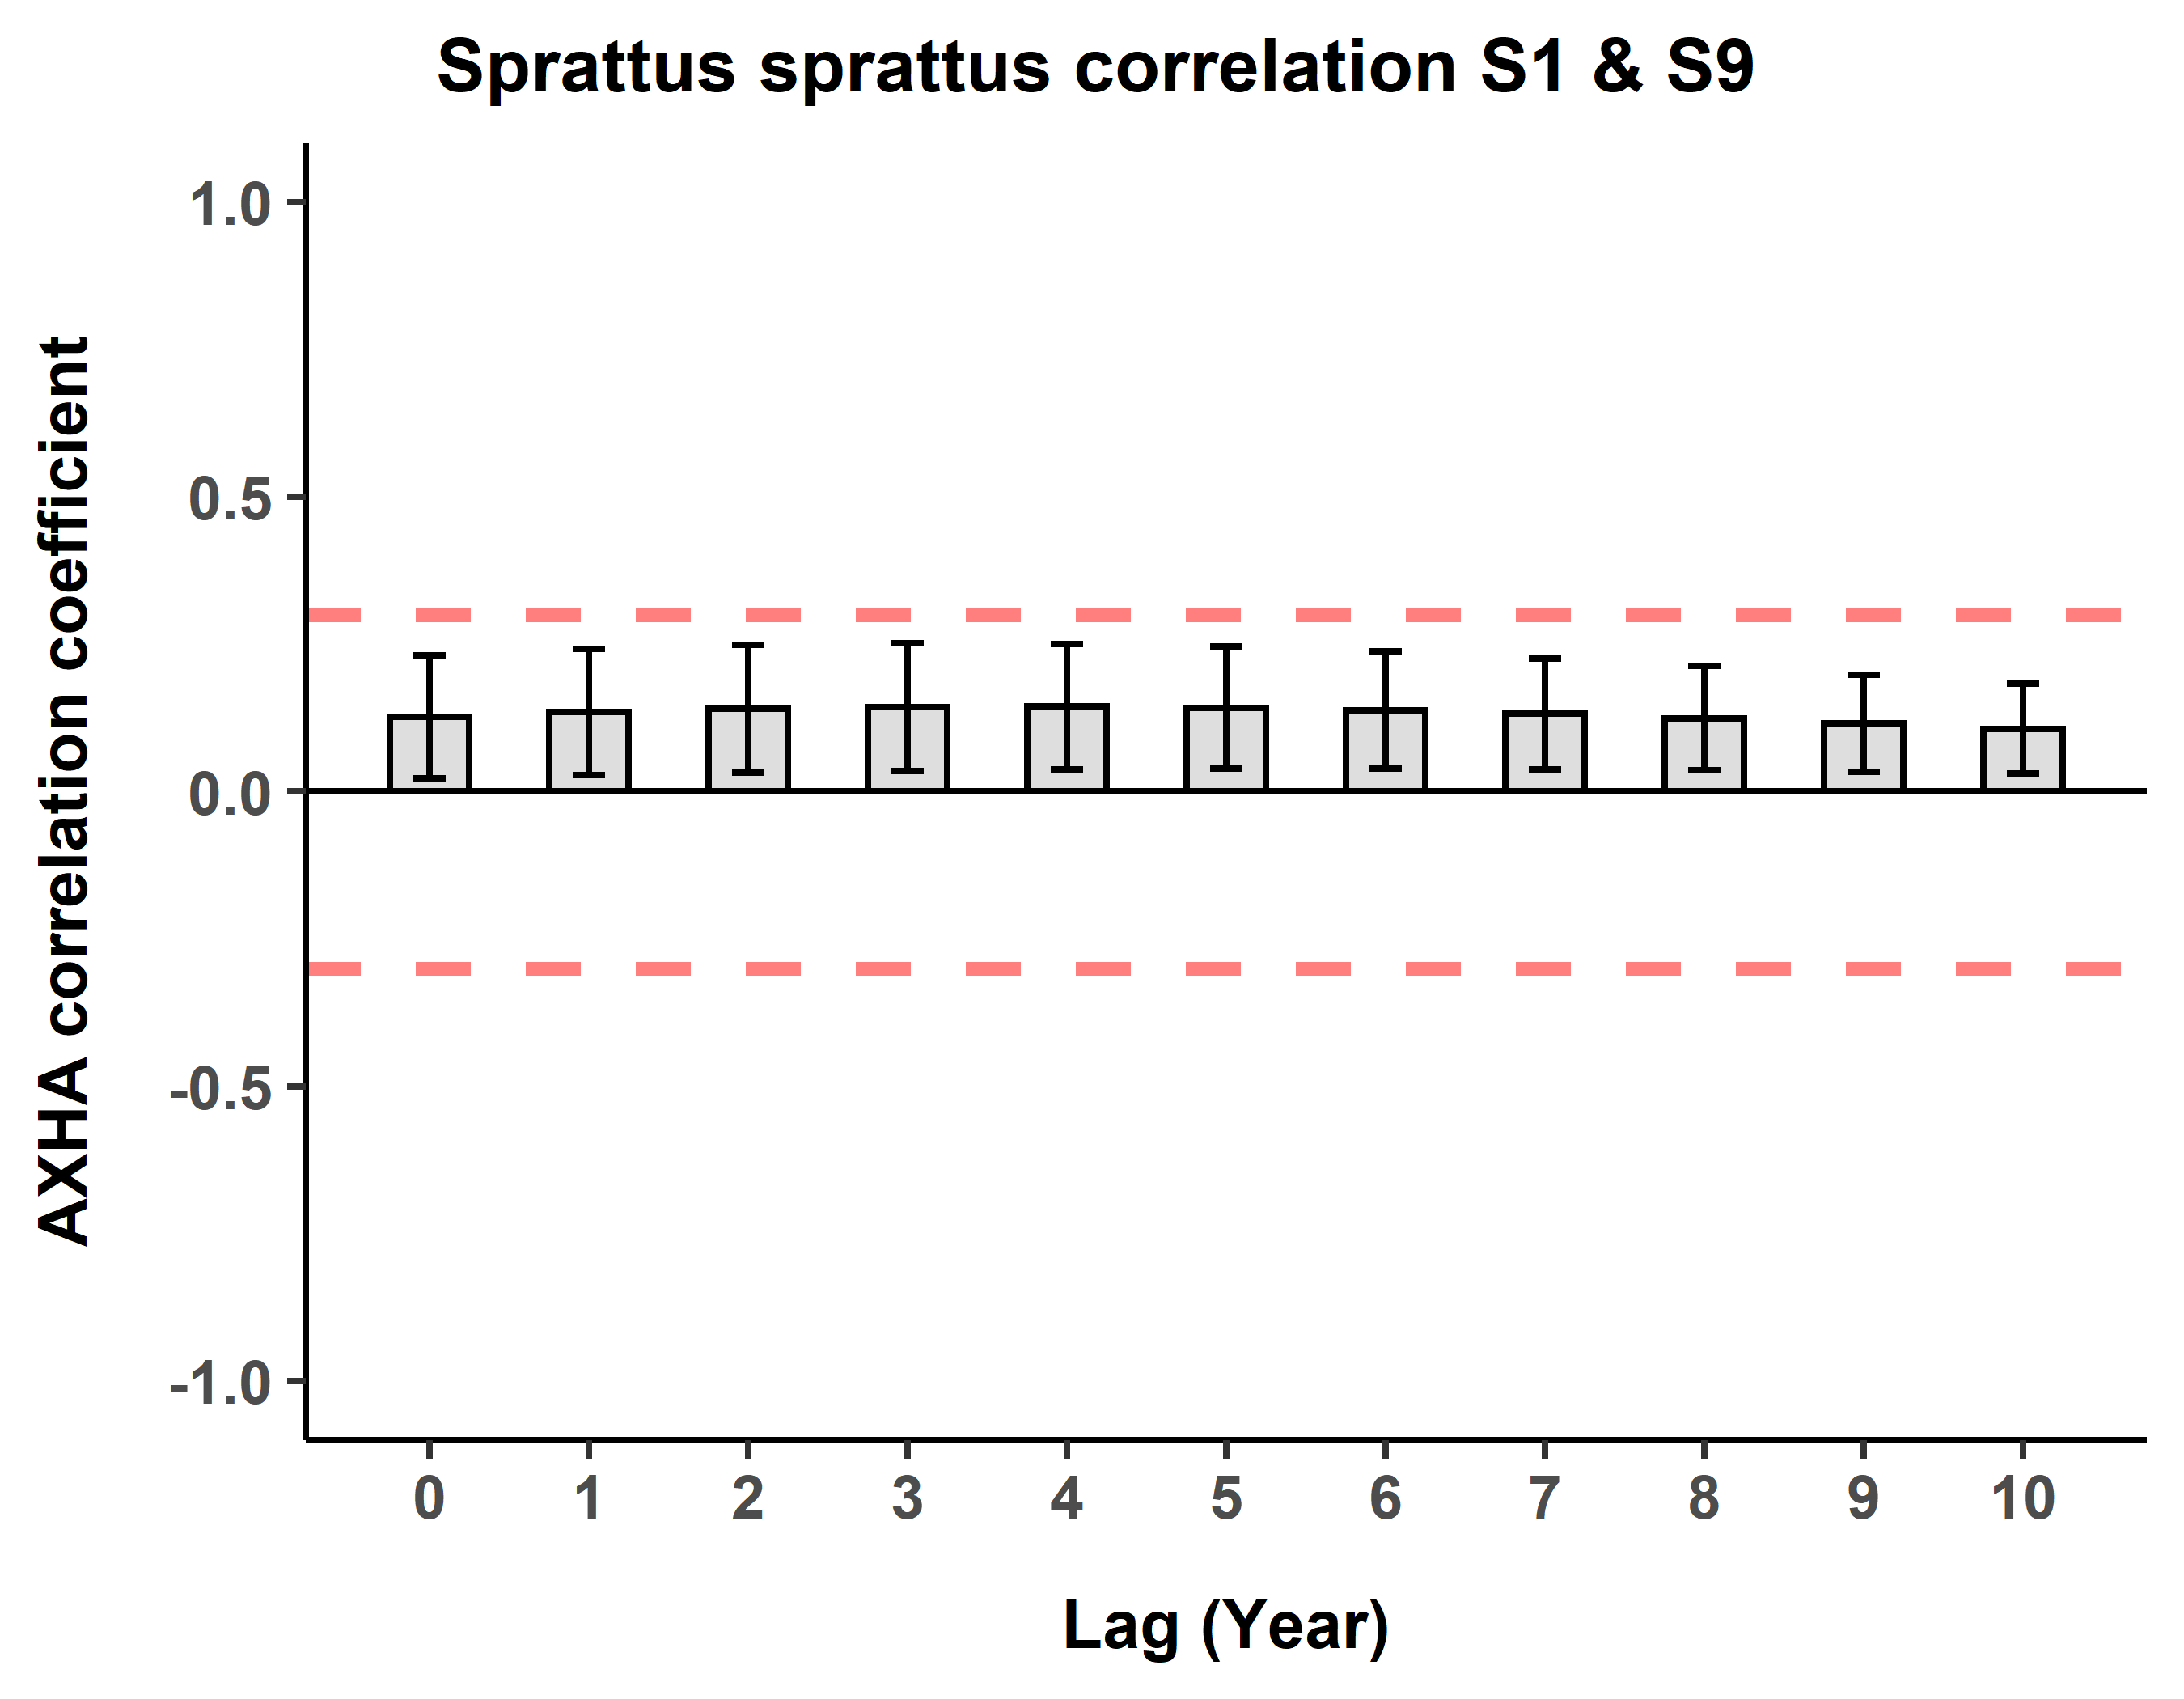 Sprattus sprattus correlation S1 & S9
AXHA correlation coefficient
1.0
0.5
0.0
-0.5
-1.0
0 1 2 3 4 5 6 7 8 9 10
Lag (Year)